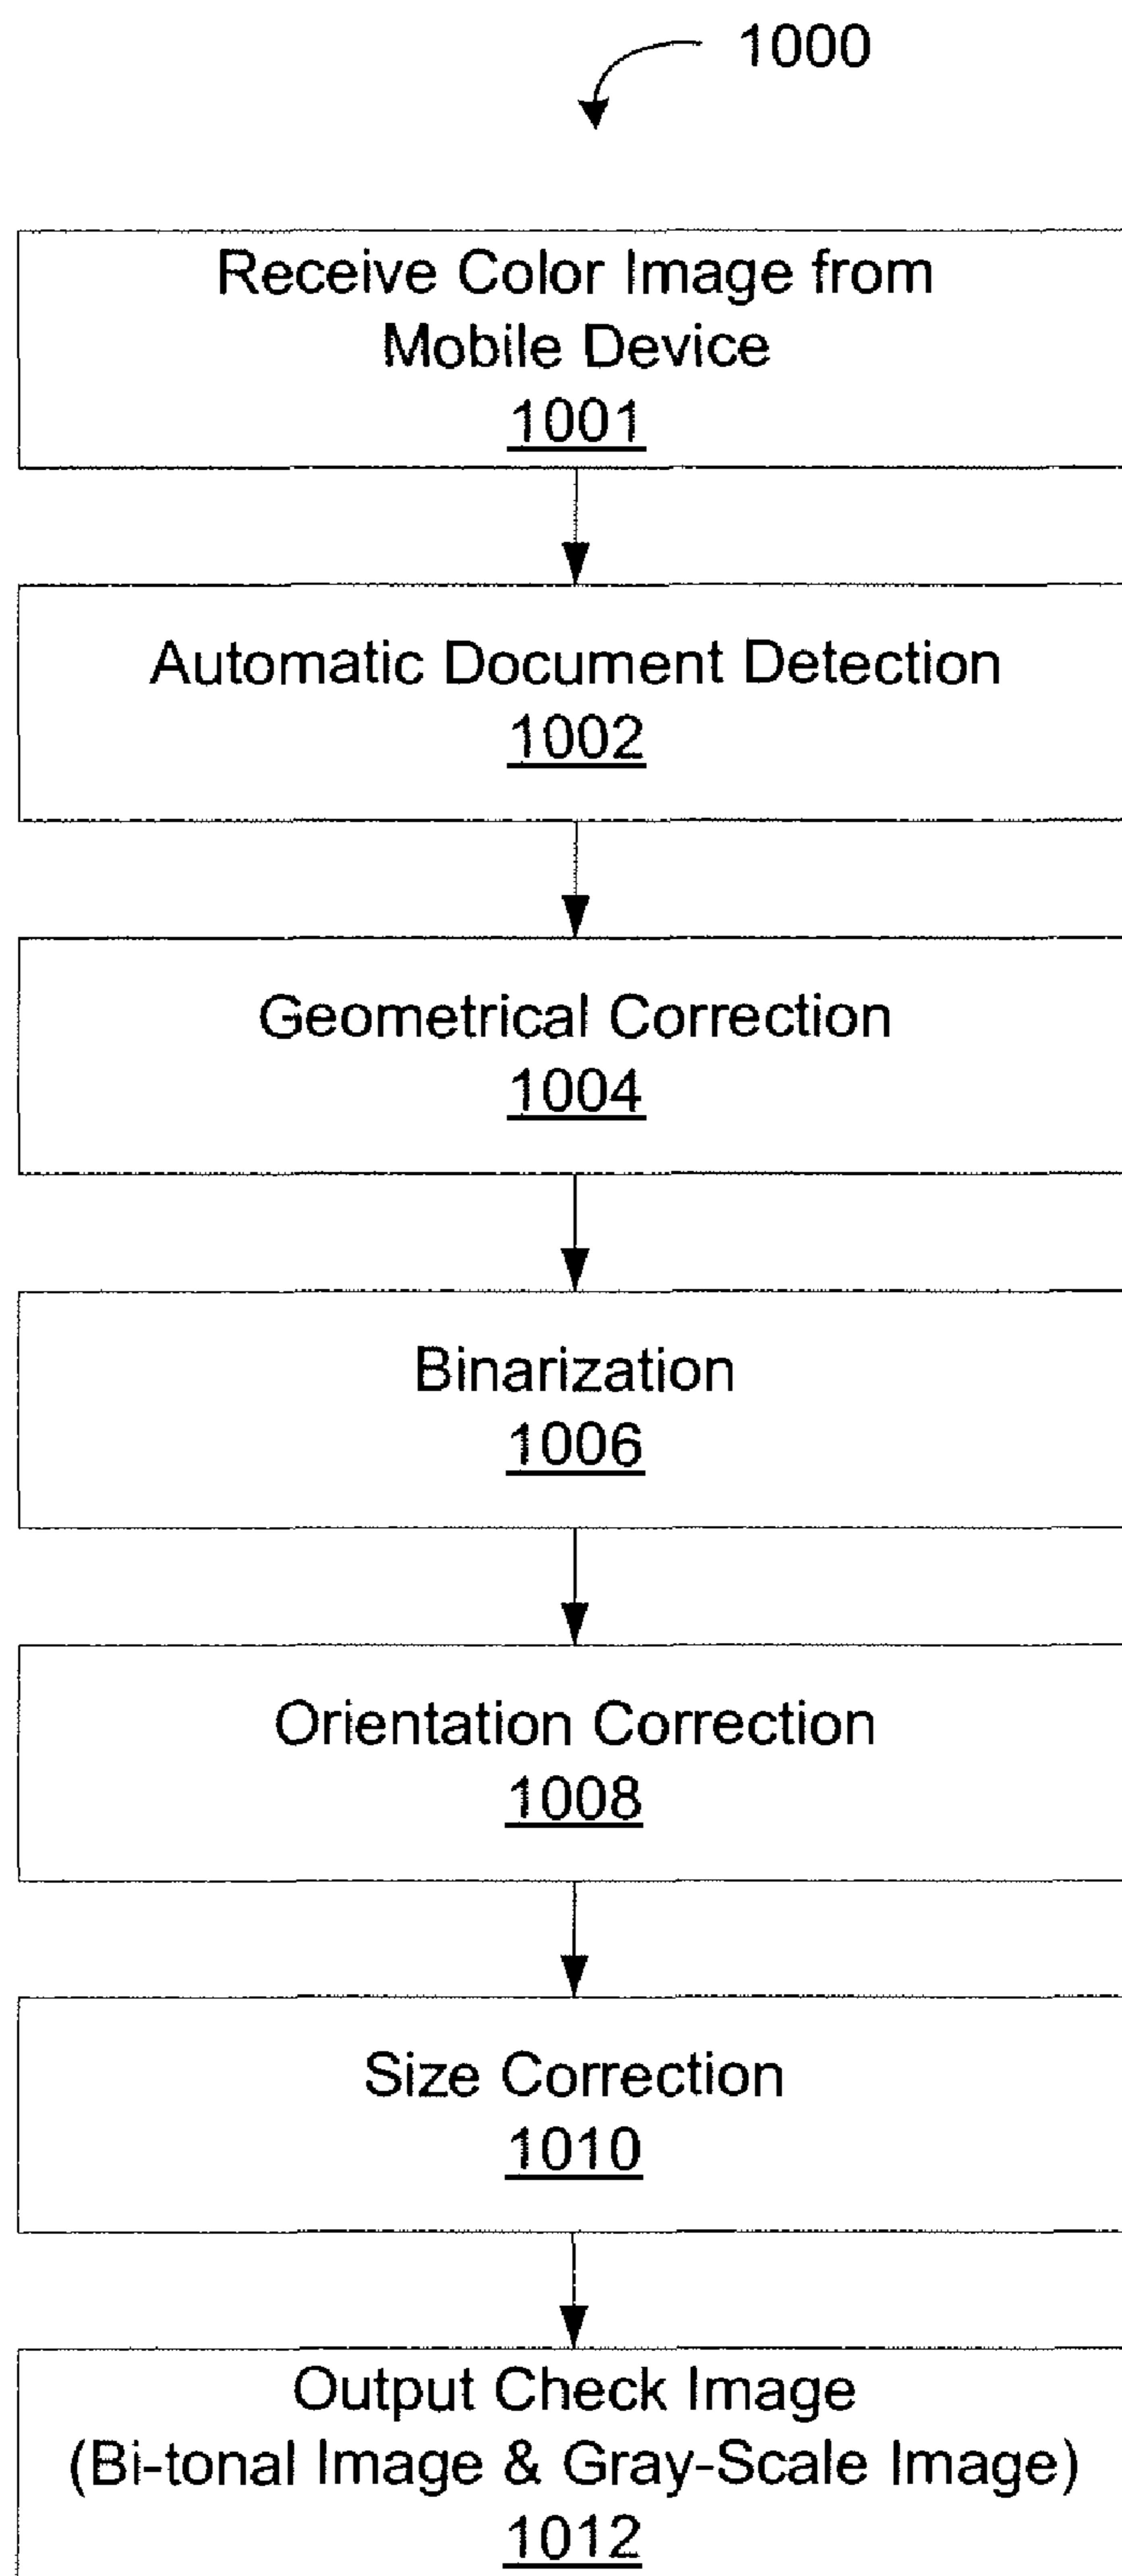 1000
Receive Color Image from
Mobile Device
1001
Automatic Document Detection
1002
Geometrical Correction
1004
Binarization
1006
Orientation Correction
1008
Size Correction
1010
Output Check Image
(Bi-tonal Image & Gray-Scale Image)
1012